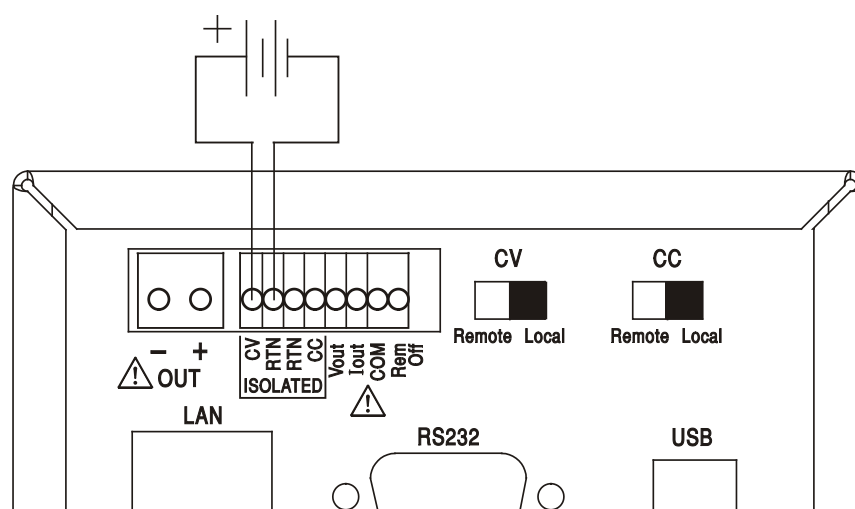 +
CV CC
Remote Local Remote Local
− +
CV RTN RTN CC Vout Iout COM Rem Off
⚠ OUT
ISOLATED
⚠
LAN
RS232
USB